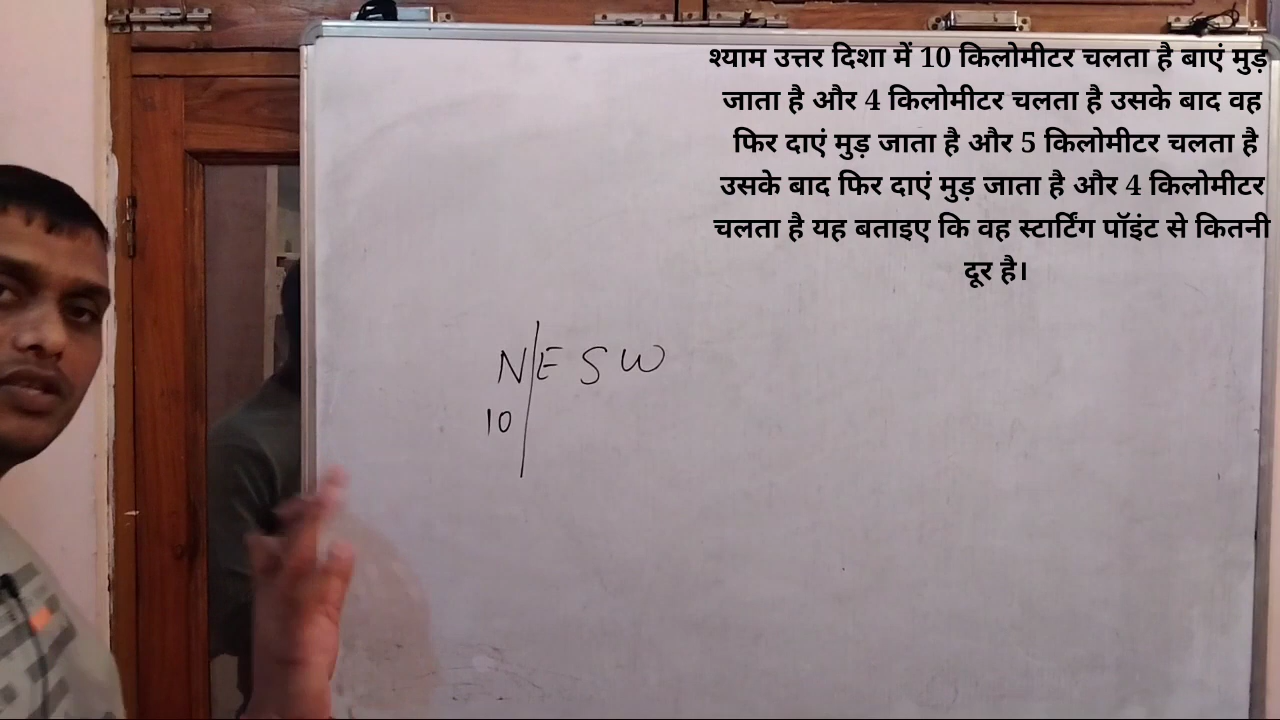 श्याम उत्तर दिशा में 10 किलोमीटर चलता है बाएं मुड़
जाता है और 4 किलोमीटर चलता है उसके बाद वह
फिर दाएं मुड़ जाता है और 5 किलोमीटर चलता है
उसके बाद फिर दाएं मुड़ जाता है और 4 किलोमीटर
चलता है यह बताइए कि वह स्टार्टिंग पॉइंट से कितनी
दूर है।
N E S W
10